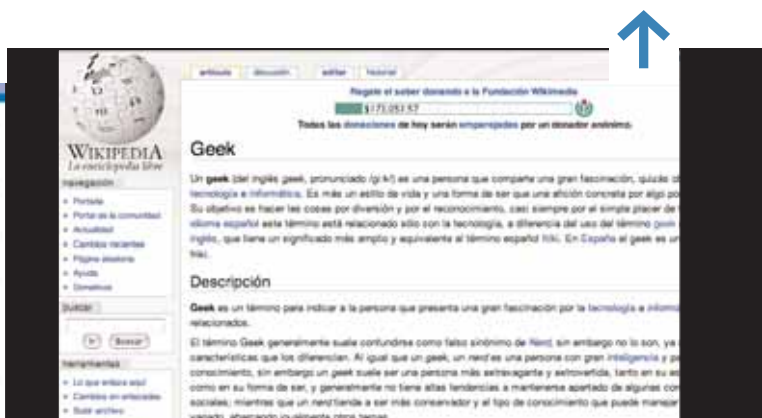 WIKIPEDIA
La enciclopedia libre
navegación
Portada
Portal de la comunidad
Actualidad
Cambios recientes
Página aleatoria
Ayuda
Donativos
buscar
Ir Buscar
herramientas
Lo que enlaza aquí
Cambios en enlazadas
Subir archivo
artículo discusión editar historial
Regale el saber donando a la Fundación Wikimedia
Todas las donaciones de hoy serán emparejadas por un donador anónimo.
Geek
Un geek (del inglés geek, pronunciado /gi:k/) es una persona que comparte una gran fascinación, quizás
tecnología e informática. Es más un estilo de vida y una forma de ser que una afición concreta por algo
Su objetivo es hacer las cosas por diversión y por el reconocimiento, casi siempre por el simple placer de
idioma español este término está relacionado sólo con la tecnología, a diferencia del uso del término geek
inglés, que tiene un significado más amplio y equivalente al término español friki. En España el geek es un
friki.
Descripción
Geek es un término para indicar a la persona que presenta una gran fascinación por la tecnología e
relacionados.
El término Geek generalmente suele confundirse como falso sinónimo de Nerd, sin embargo no lo son, ya
características que los diferencian. Al igual que un geek, un nerd es una persona con gran inteligencia y
conocimiento, sin embargo un geek suele ser una persona más extravagante y extrovertida, tanto en su
como en su forma de ser, y generalmente no tiene altas tendencias a mantenerse apartado de algunas
sociales; mientras que un nerd tiende a ser más conservador y el tipo de conocimiento que puede manejar
variado, abarcando igualmente otros temas.